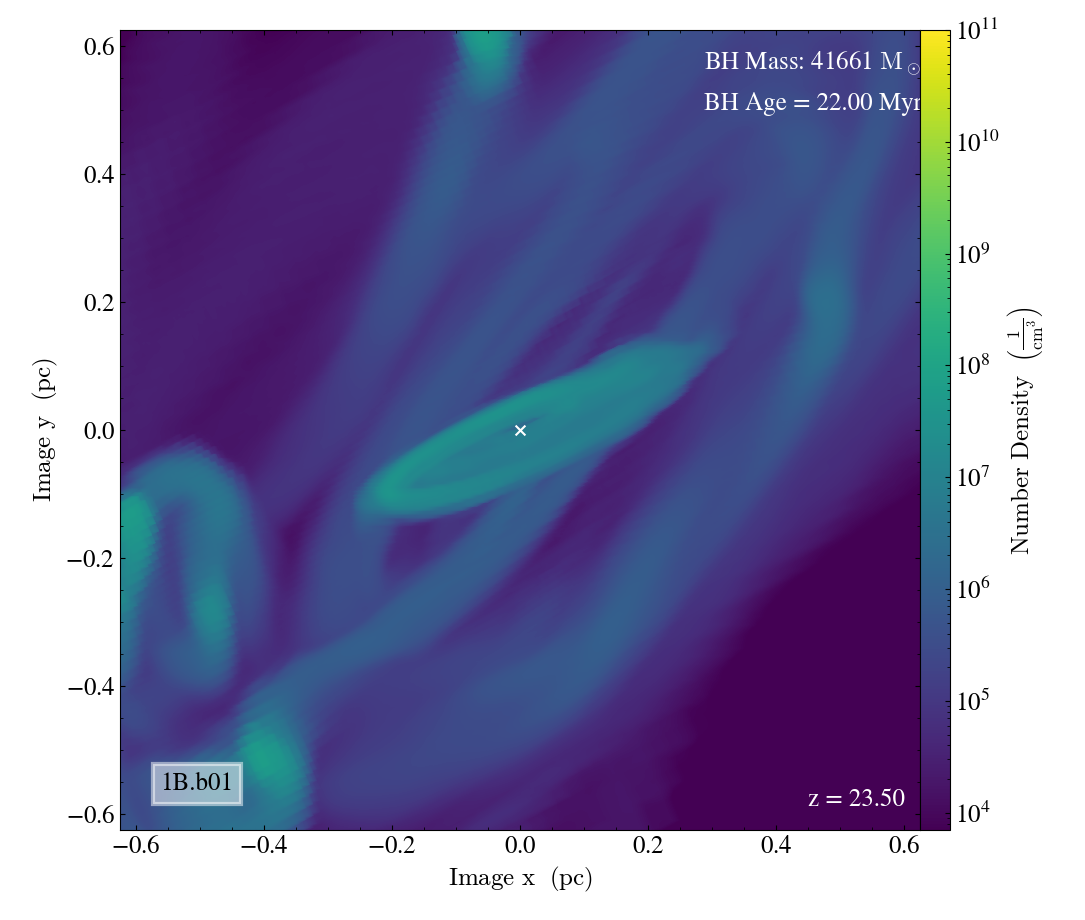 BH Mass: 41661 M☉
BH Age = 22.00 Myr
1B.b01
z = 23.50
0.6
0.4
0.2
0.0
−0.2
−0.4
−0.6
Image y (pc)
−0.6 −0.4 −0.2 0.0 0.2 0.4 0.6
Image x (pc)
10^11
10^10
10^9
10^8
10^7
10^6
10^5
10^4
Number Density (1/cm^3)